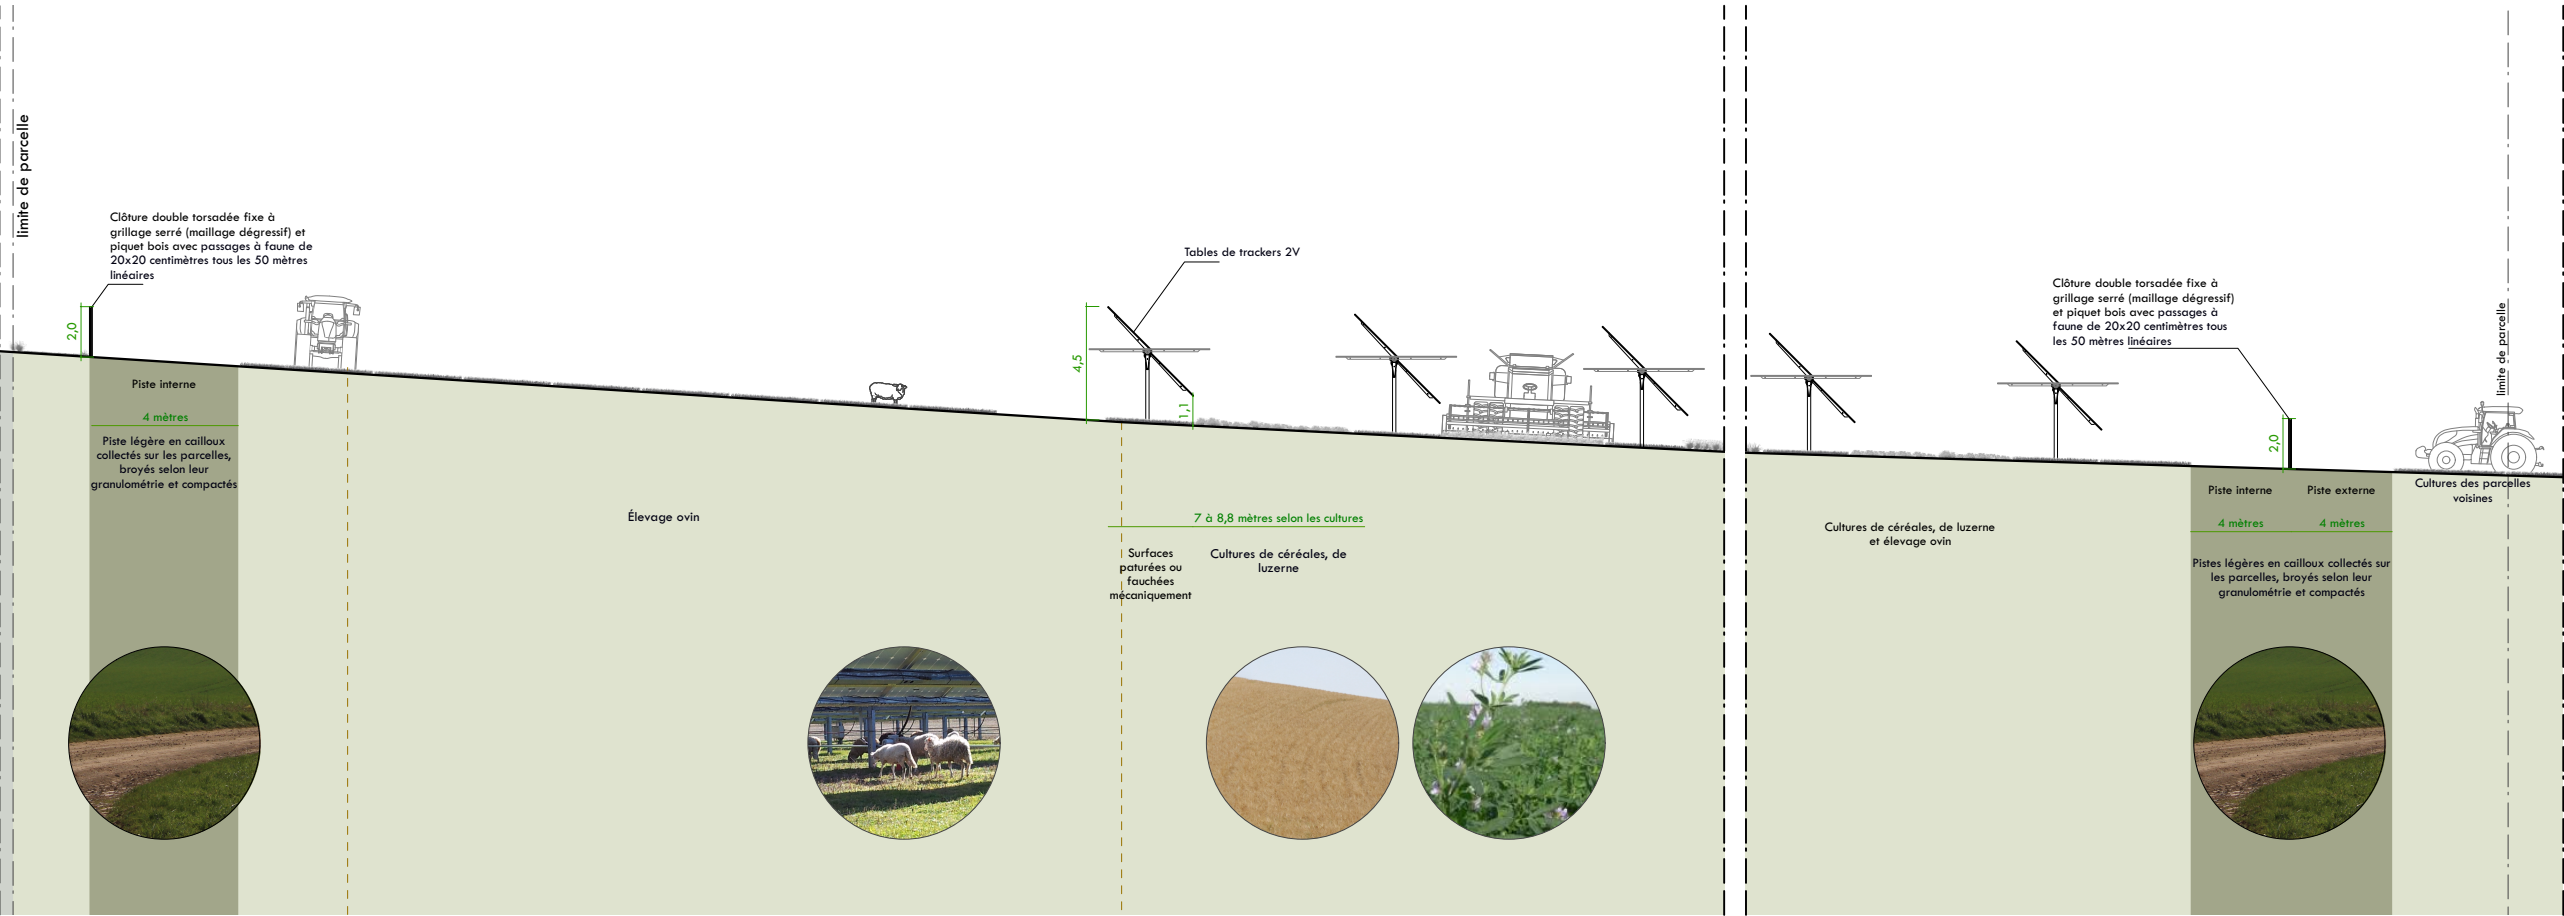 limite de parcelle
Clôture double torsadée fixe à
grillage serré (maillage dégressif) et
piquet bois avec passages à faune de
20x20 centimètres tous les 50 mètres
linéaires
2,0
Piste interne
4 mètres
Piste légère en cailloux
collectés sur les parcelles,
broyés selon leur
granulométrie et compactés
Élevage ovin
Tables de trackers 2V
4,5
1,1
7 à 8,8 mètres selon les cultures
Surfaces
paturées ou
fauchées
mécaniquement
Cultures de céréales, de
luzerne
Cultures de céréales, de luzerne
et élevage ovin
Clôture double torsadée fixe à
grillage serré (maillage dégressif)
et piquet bois avec passages à
faune de 20x20 centimètres tous
les 50 mètres linéaires
2,0
Piste interne
Piste externe
4 mètres
4 mètres
Pistes légères en cailloux collectés sur
les parcelles, broyés selon leur
granulométrie et compactés
limite de parcelle
Cultures des parcelles
voisines